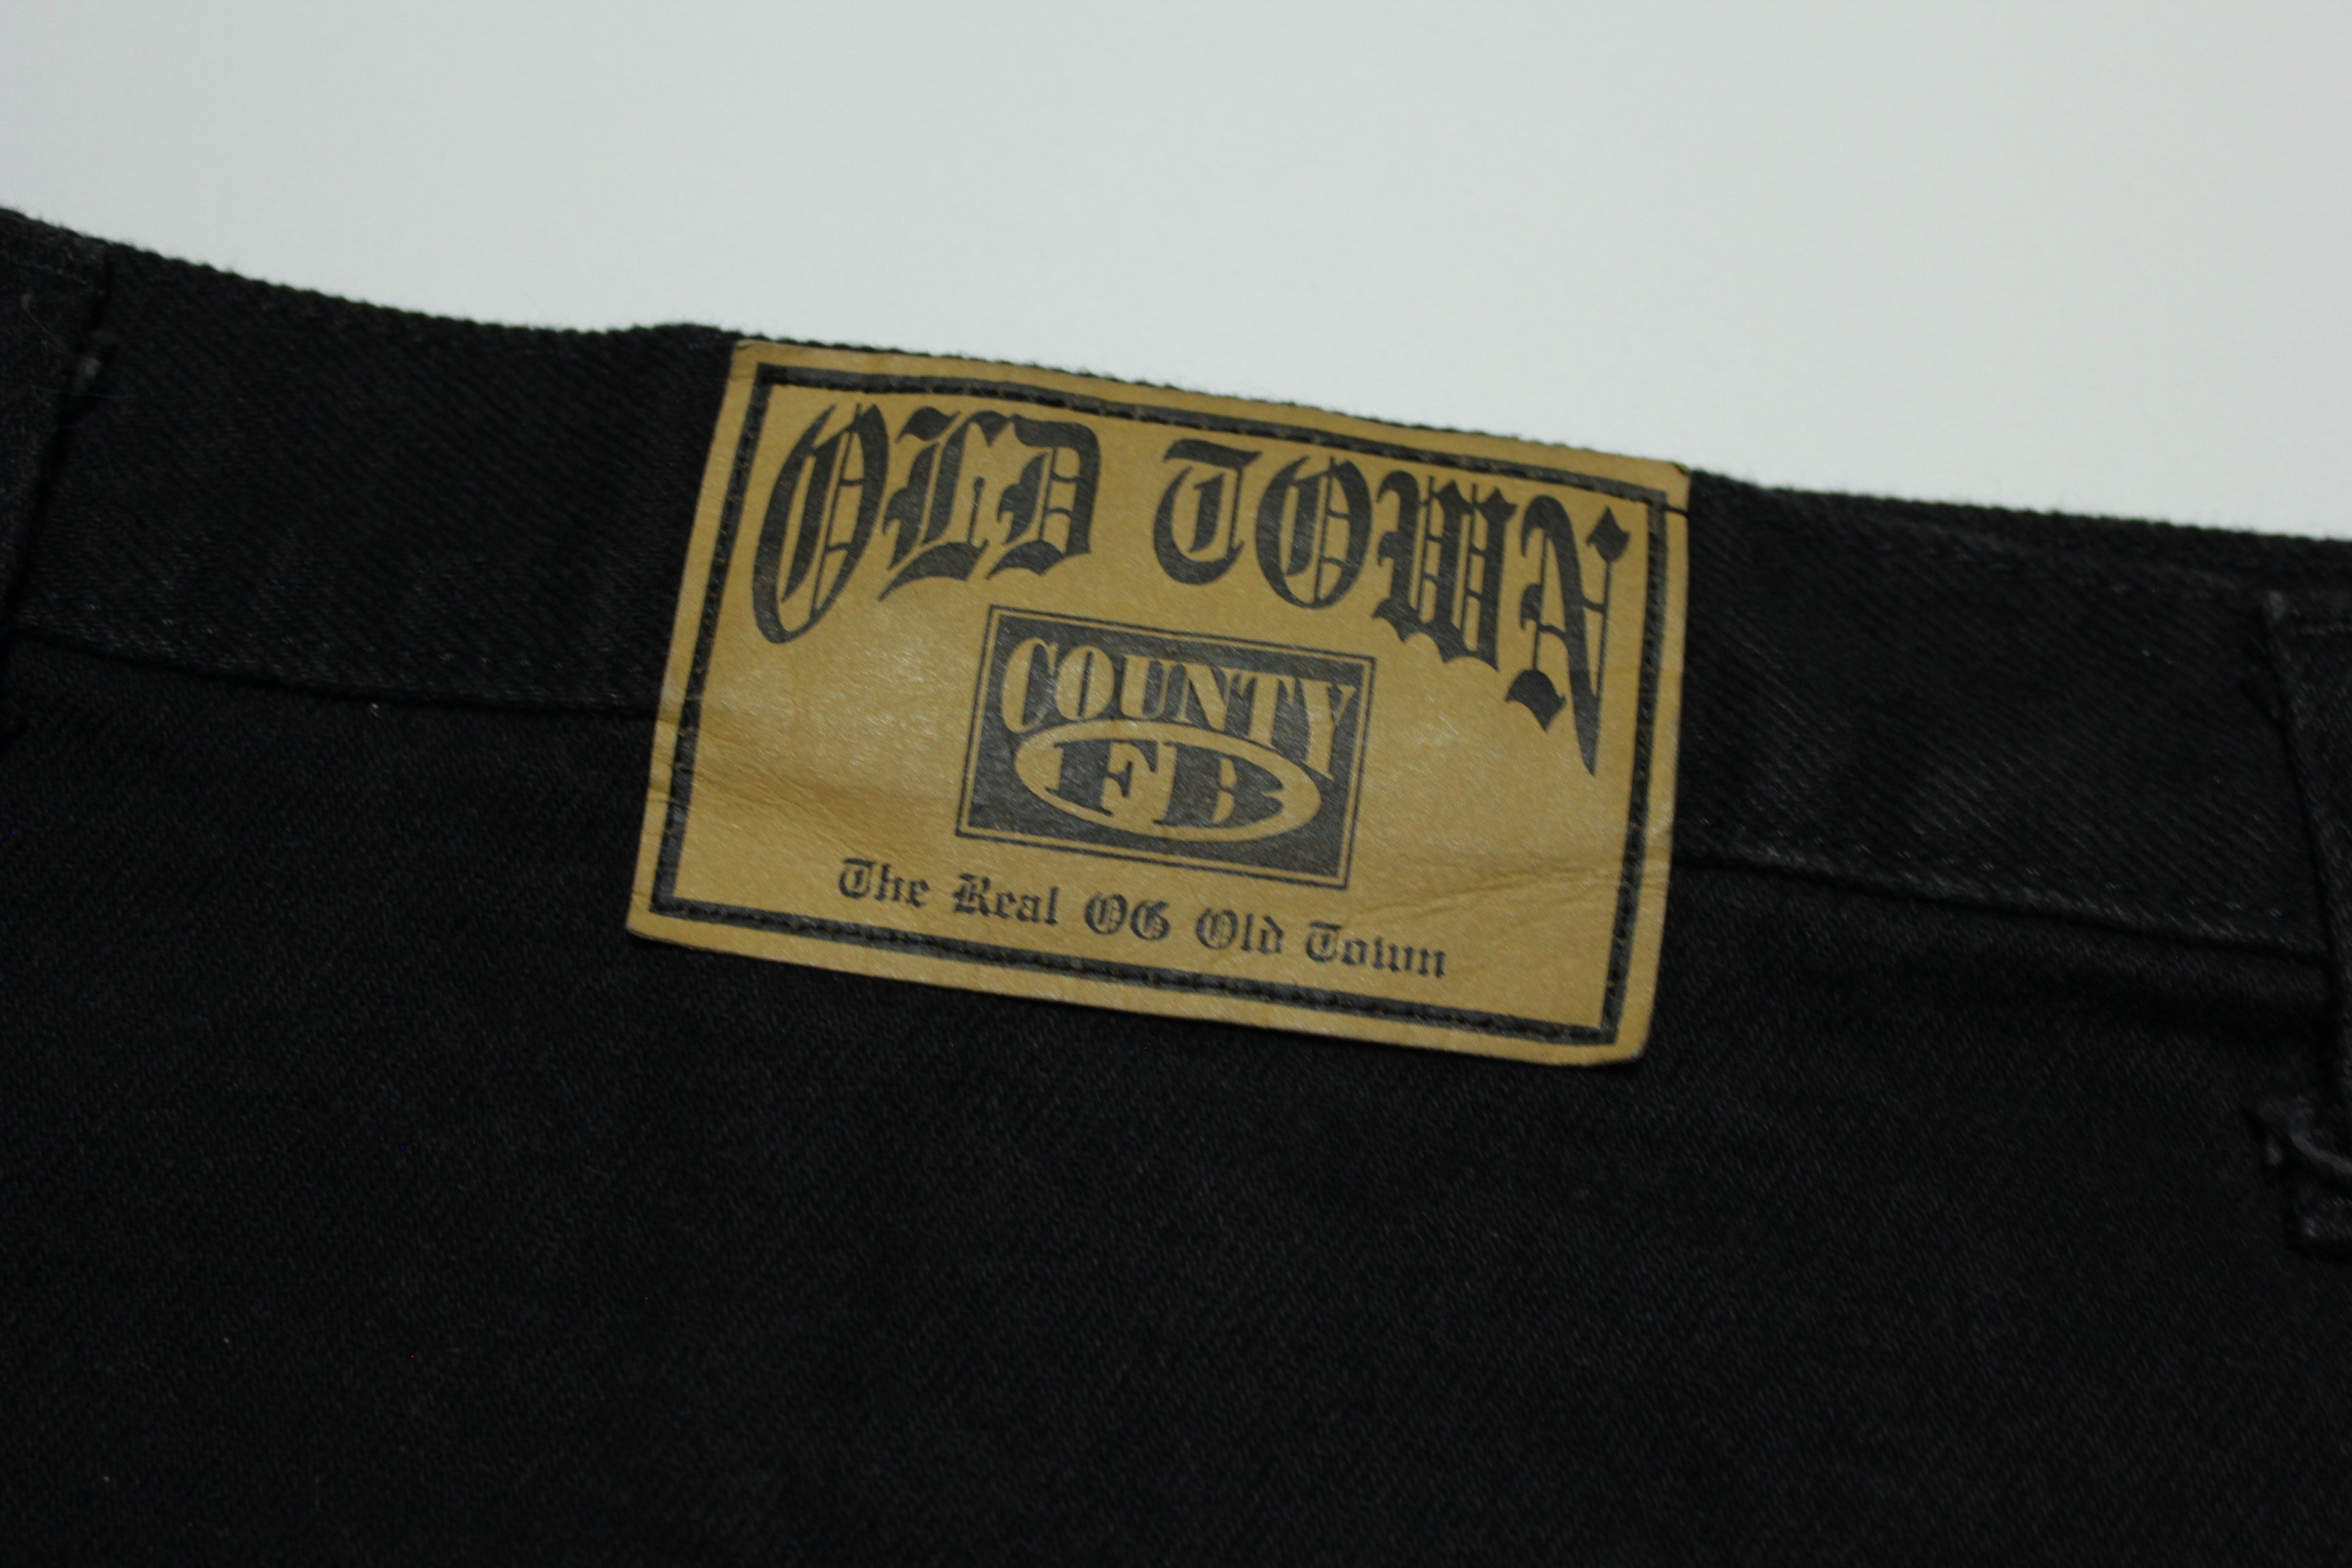 OLD TOWN
COUNTY
FB
The Real OG Old Town